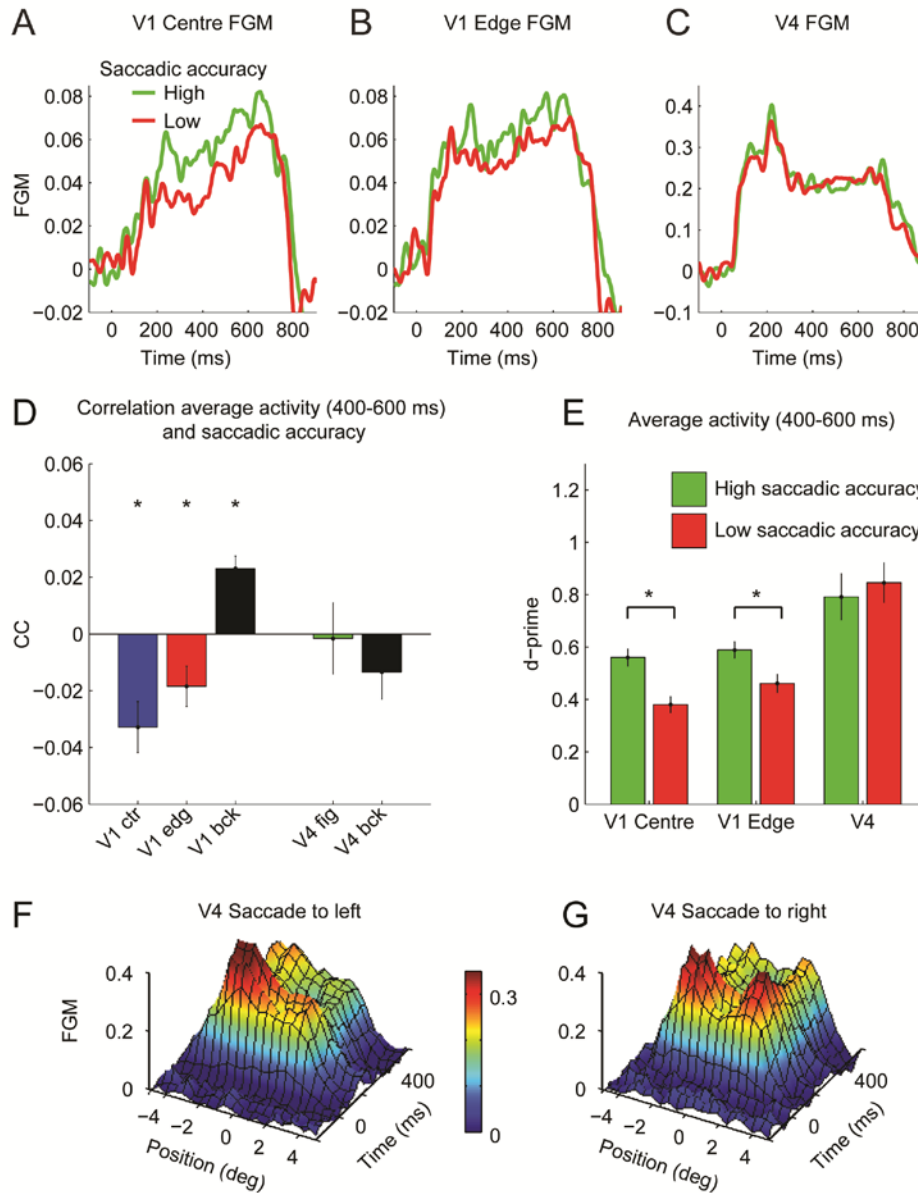 A V1 Centre FGM
B V1 Edge FGM
C V4 FGM
Saccadic accuracy
High
Low
FGM
0.08
0.06
0.04
0.02
0
−0.02
0 200 400 600 800
Time (ms)
0.08
0.06
0.04
0.02
0
−0.02
0 200 400 600 800
Time (ms)
0.4
0.3
0.2
0.1
0
−0.1
0 200 400 600 800
Time (ms)
D Correlation average activity (400-600 ms)
and saccadic accuracy
CC
0.06
0.04
0.02
0
−0.02
−0.04
−0.06
* * *
V1 ctr
V1 edg
V1 bck
V4 fig
V4 bck
E Average activity (400-600 ms)
High saccadic accuracy
Low saccadic accuracy
d−prime
1.2
1
0.8
0.6
0.4
0.2
0
* *
V1 Centre V1 Edge V4
F V4 Saccade to left
FGM
0.4
0.2
0
−4 −2 0 2 4
Position (deg)
0 400
Time (ms)
0.3
0
G V4 Saccade to right
0.4
0.2
0
−4 −2 0 2 4
Position (deg)
0 400
Time (ms)